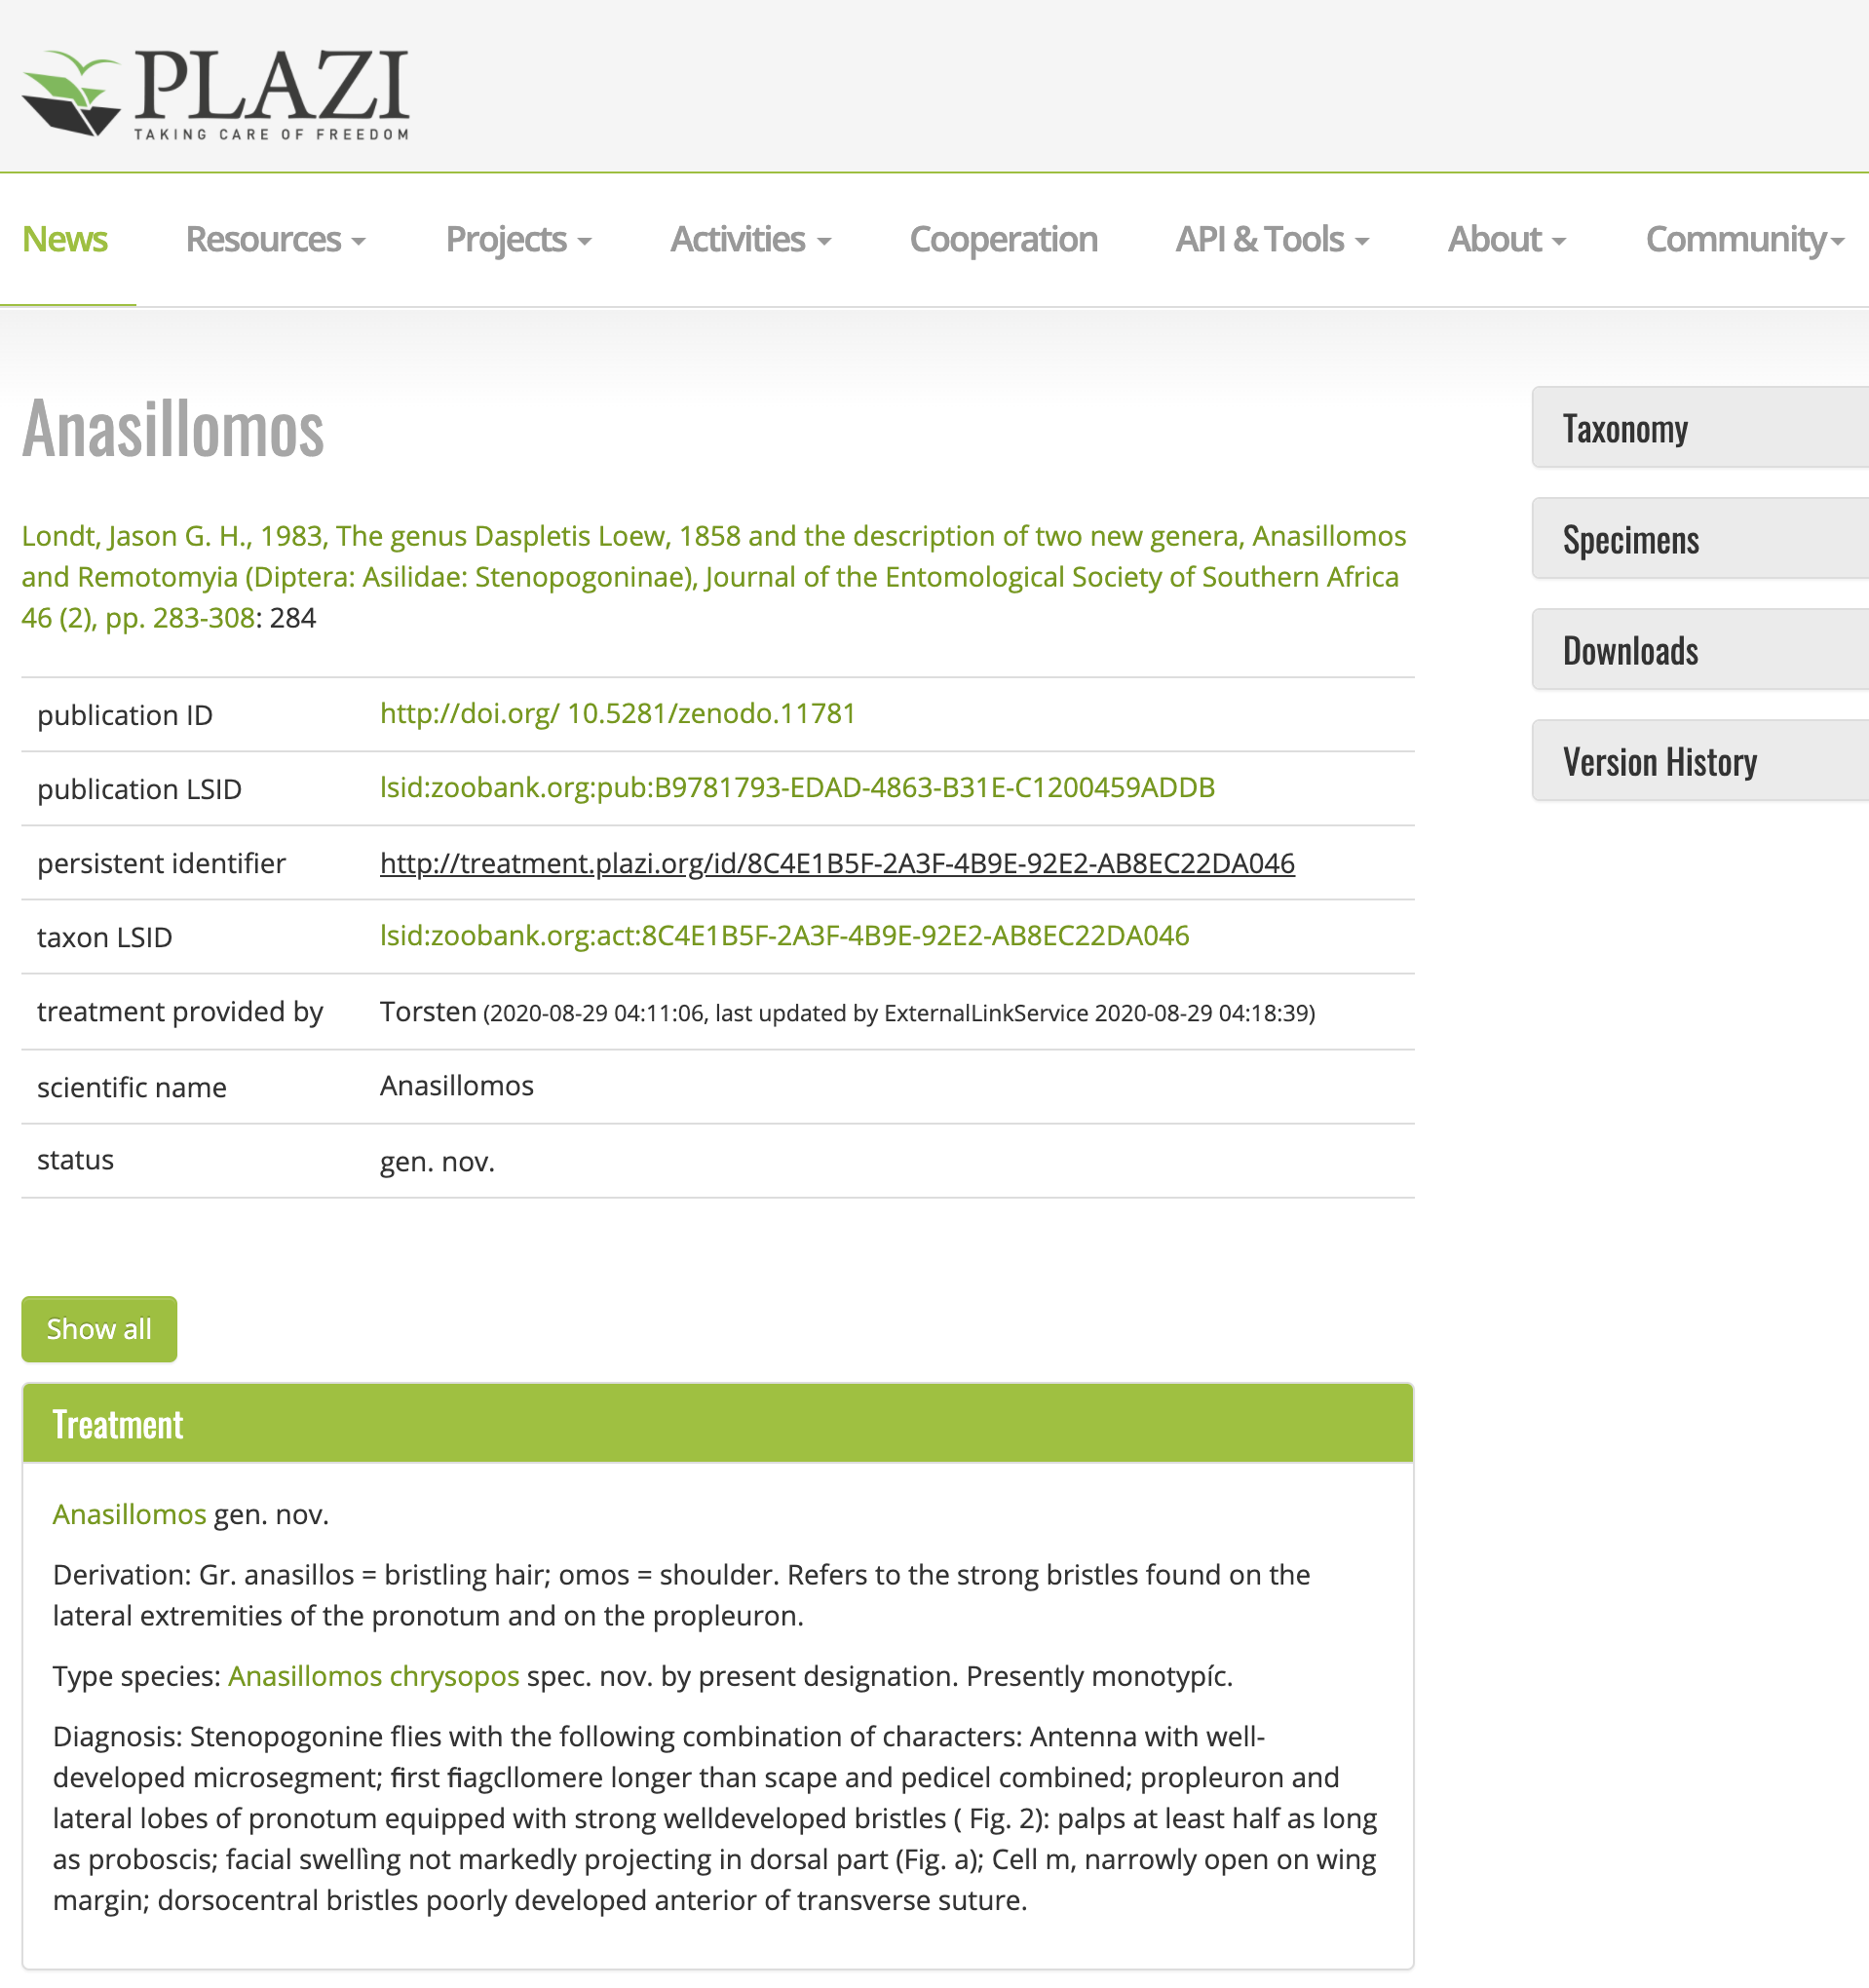 PLAZI
TAKING CARE OF FREEDOM
News
Resources
Projects
Activities
Cooperation
API & Tools
About
Community
Anasillomos
Londt, Jason G. H., 1983, The genus Daspletis Loew, 1858 and the description of two new genera, Anasillomos
and Remotomyia (Diptera: Asilidae: Stenopogoninae), Journal of the Entomological Society of Southern Africa
46 (2), pp. 283-308: 284
publication ID http://doi.org/ 10.5281/zenodo.11781
publication LSID lsid:zoobank.org:pub:B9781793-EDAD-4863-B31E-C1200459ADDB
persistent identifier http://treatment.plazi.org/id/8C4E1B5F-2A3F-4B9E-92E2-AB8EC22DA046
taxon LSID lsid:zoobank.org:act:8C4E1B5F-2A3F-4B9E-92E2-AB8EC22DA046
treatment provided by Torsten (2020-08-29 04:11:06, last updated by ExternalLinkService 2020-08-29 04:18:39)
scientific name Anasillomos
status gen. nov.
Show all
Treatment
Anasillomos gen. nov.
Derivation: Gr. anasillos = bristling hair; omos = shoulder. Refers to the strong bristles found on the
lateral extremities of the pronotum and on the propleuron.
Type species: Anasillomos chrysopos spec. nov. by present designation. Presently monotypíc.
Diagnosis: Stenopogonine flies with the following combination of characters: Antenna with well-
developed microsegment; first fiagcllomere longer than scape and pedicel combined; propleuron and
lateral lobes of pronotum equipped with strong welldeveloped bristles ( Fig. 2): palps at least half as long
as proboscis; facial swellìng not markedly projecting in dorsal part (Fig. a); Cell m, narrowly open on wing
margin; dorsocentral bristles poorly developed anterior of transverse suture.
Taxonomy
Specimens
Downloads
Version History